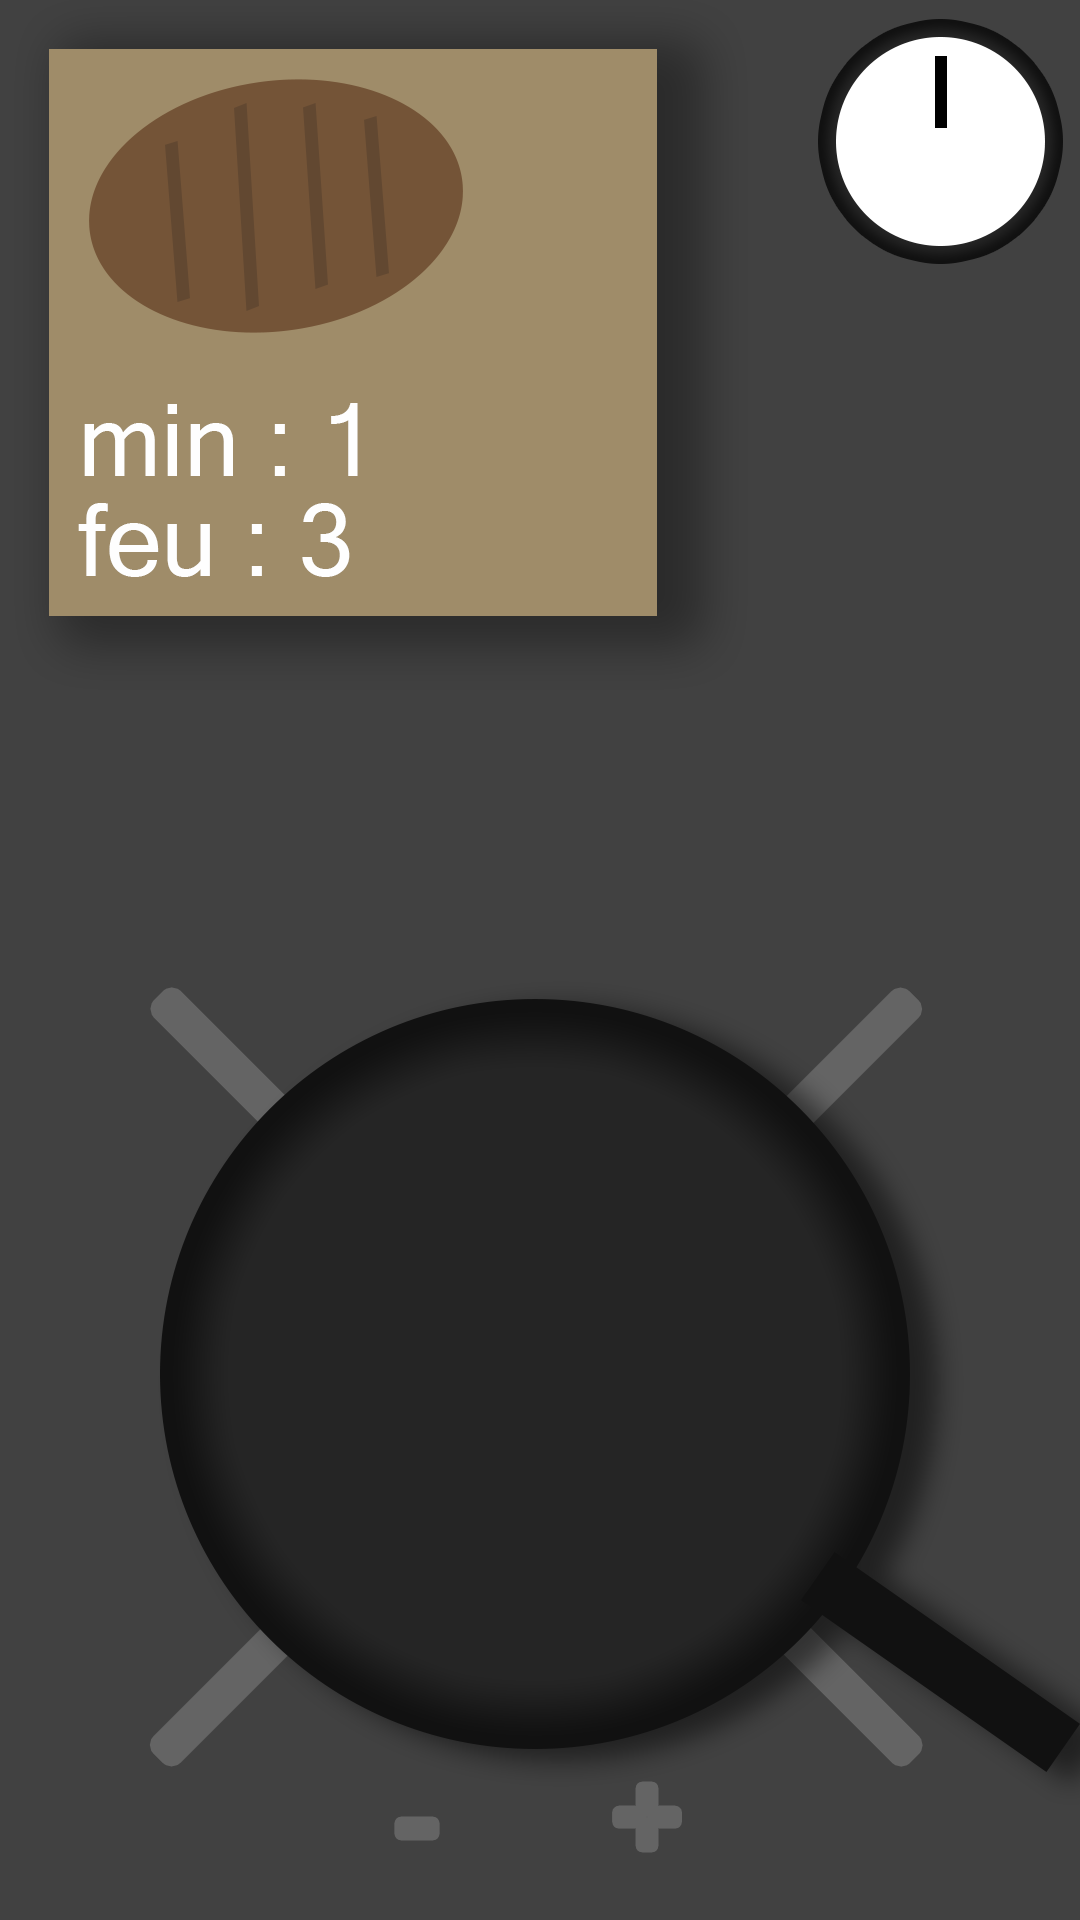 min : 1
feu : 3
- +